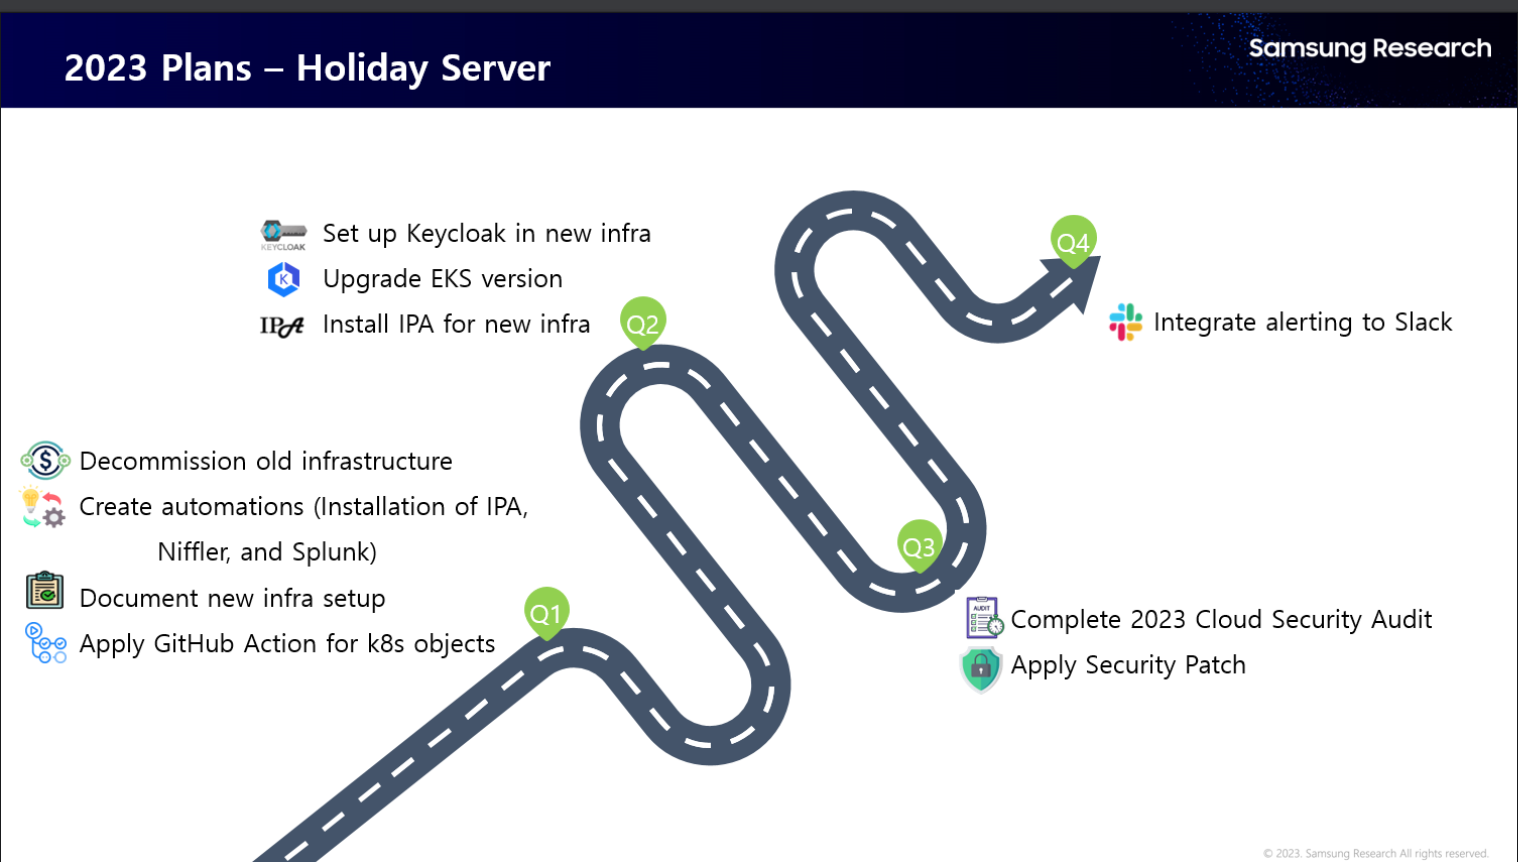 2023 Plans – Holiday Server
Samsung Research
KEYCLOAK
Set up Keycloak in new infra
K
Upgrade EKS version
IPA
Install IPA for new infra
Q2
Q4
Integrate alerting to Slack
$
Decommission old infrastructure
Create automations (Installation of IPA,
Niffler, and Splunk)
Document new infra setup
Apply GitHub Action for k8s objects
Q1
Q3
AUDIT
Complete 2023 Cloud Security Audit
Apply Security Patch
© 2023. Samsung Research All rights reserved.